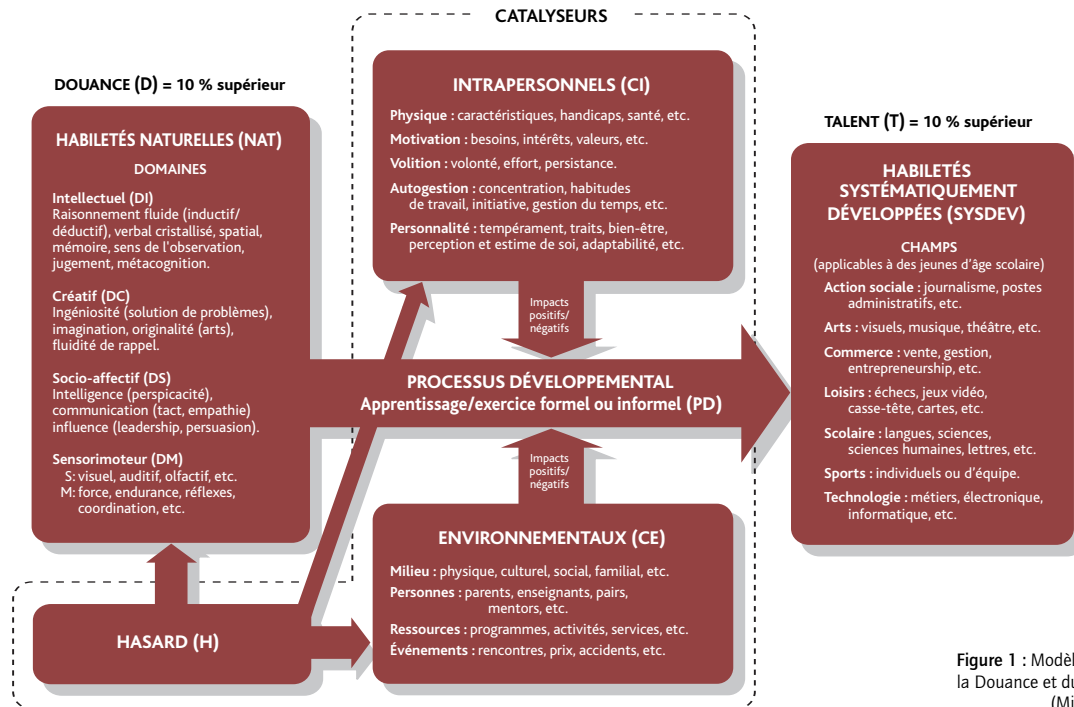 CATALYSEURS
DOUANCE (D) = 10 % supérieur
HABILETÉS NATURELLES (NAT)
DOMAINES
Intellectuel (DI)
Raisonnement fluide (inductif/
déductif), verbal cristallisé, spatial,
mémoire, sens de l'observation,
jugement, métacognition.
Créatif (DC)
Ingéniosité (solution de problèmes),
imagination, originalité (arts),
fluidité de rappel.
Socio-affectif (DS)
Intelligence (perspicacité),
communication (tact, empathie)
influence (leadership, persuasion).
Sensorimoteur (DM)
S: visuel, auditif, olfactif, etc.
M: force, endurance, réflexes,
coordination, etc.
HASARD (H)
INTRAPERSONNELS (CI)
Physique : caractéristiques, handicaps, santé, etc.
Motivation : besoins, intérêts, valeurs, etc.
Volition : volonté, effort, persistance.
Autogestion : concentration, habitudes
de travail, initiative, gestion du temps, etc.
Personnalité : tempérament, traits, bien-être,
perception et estime de soi, adaptabilité, etc.
Impacts
positifs/
négatifs
PROCESSUS DÉVELOPPEMENTAL
Apprentissage/exercice formel ou informel (PD)
Impacts
positifs/
négatifs
ENVIRONNEMENTAUX (CE)
Milieu : physique, culturel, social, familial, etc.
Personnes : parents, enseignants, pairs,
mentors, etc.
Ressources : programmes, activités, services, etc.
Événements : rencontres, prix, accidents, etc.
TALENT (T) = 10 % supérieur
HABILETÉS
SYSTÉMATIQUEMENT
DÉVELOPPÉES (SYSDEV)
CHAMPS
(applicables à des jeunes d'âge scolaire)
Action sociale : journalisme, postes
administratifs, etc.
Arts : visuels, musique, théâtre, etc.
Commerce : vente, gestion,
entrepreneurship, etc.
Loisirs : échecs, jeux vidéo,
casse-tête, cartes, etc.
Scolaire : langues, sciences,
sciences humaines, lettres, etc.
Sports : individuels ou d'équipe.
Technologie : métiers, électronique,
informatique, etc.
Figure 1 : Modèl
la Douance et du
(Mi